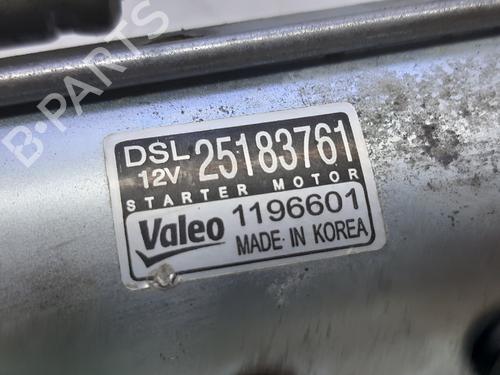 B-PARTS
DSL 12V 25183761
STARTER MOTOR
Valeo 1196601
MADE IN KOREA